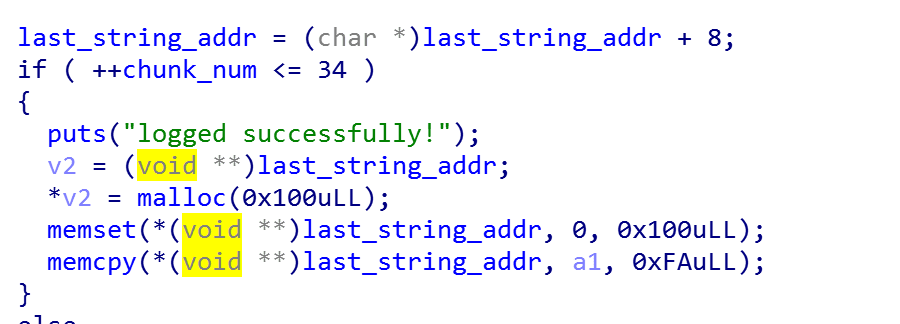 last_string_addr = (char *)last_string_addr + 8;
if ( ++chunk_num <= 34 )
{
puts("logged successfully!");
v2 = (void **)last_string_addr;
*v2 = malloc(0x100uLL);
memset(*(void **)last_string_addr, 0, 0x100uLL);
memcpy(*(void **)last_string_addr, a1, 0xFAuLL);
}
else